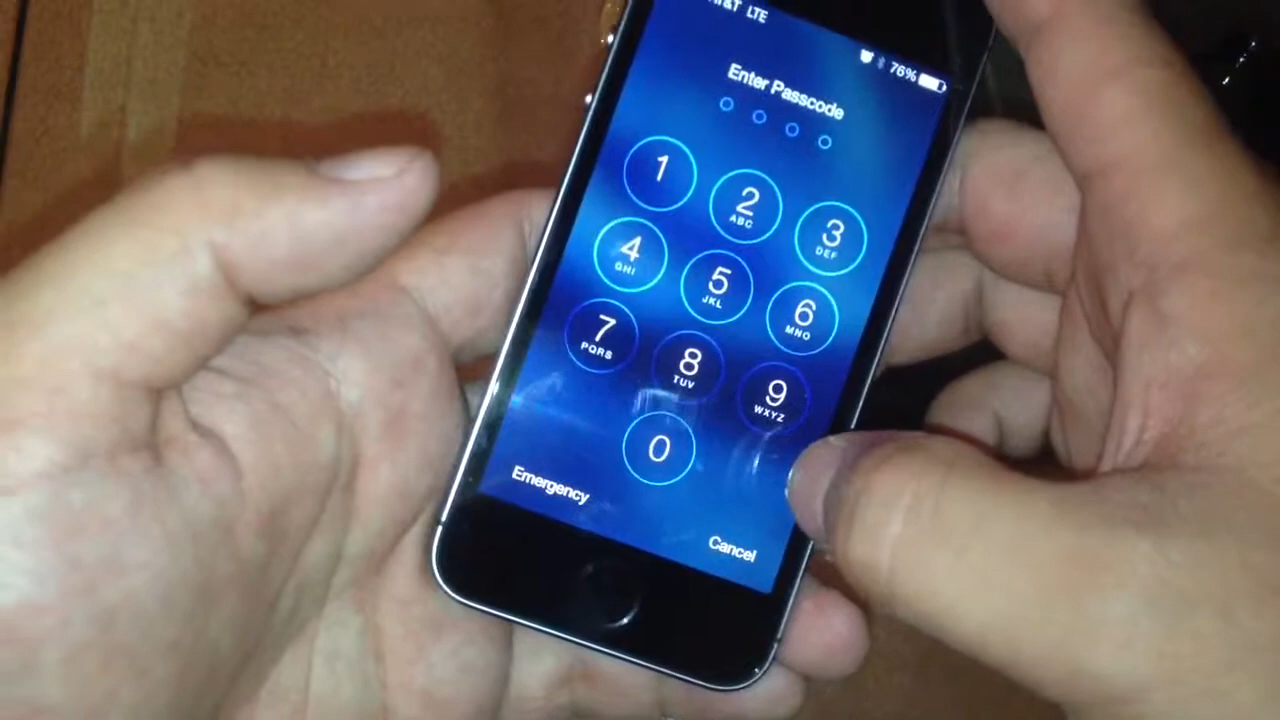 AT&T LTE
76%
Enter Passcode
1
2
ABC
3
DEF
4
GHI
5
JKL
6
MNO
7
PQRS
8
TUV
9
WXYZ
0
Emergency
Cancel